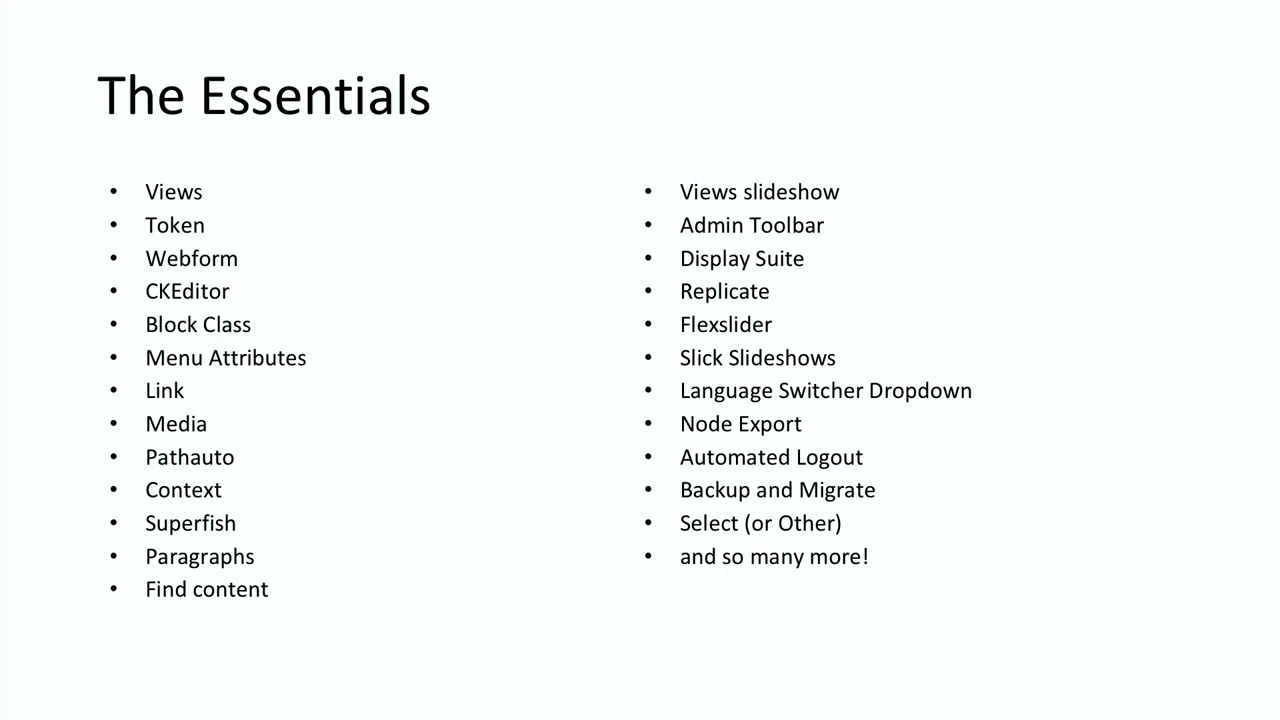 The Essentials
• Views
• Token
• Webform
• CKEditor
• Block Class
• Menu Attributes
• Link
• Media
• Pathauto
• Context
• Superfish
• Paragraphs
• Find content
• Views slideshow
• Admin Toolbar
• Display Suite
• Replicate
• Flexslider
• Slick Slideshows
• Language Switcher Dropdown
• Node Export
• Automated Logout
• Backup and Migrate
• Select (or Other)
• and so many more!